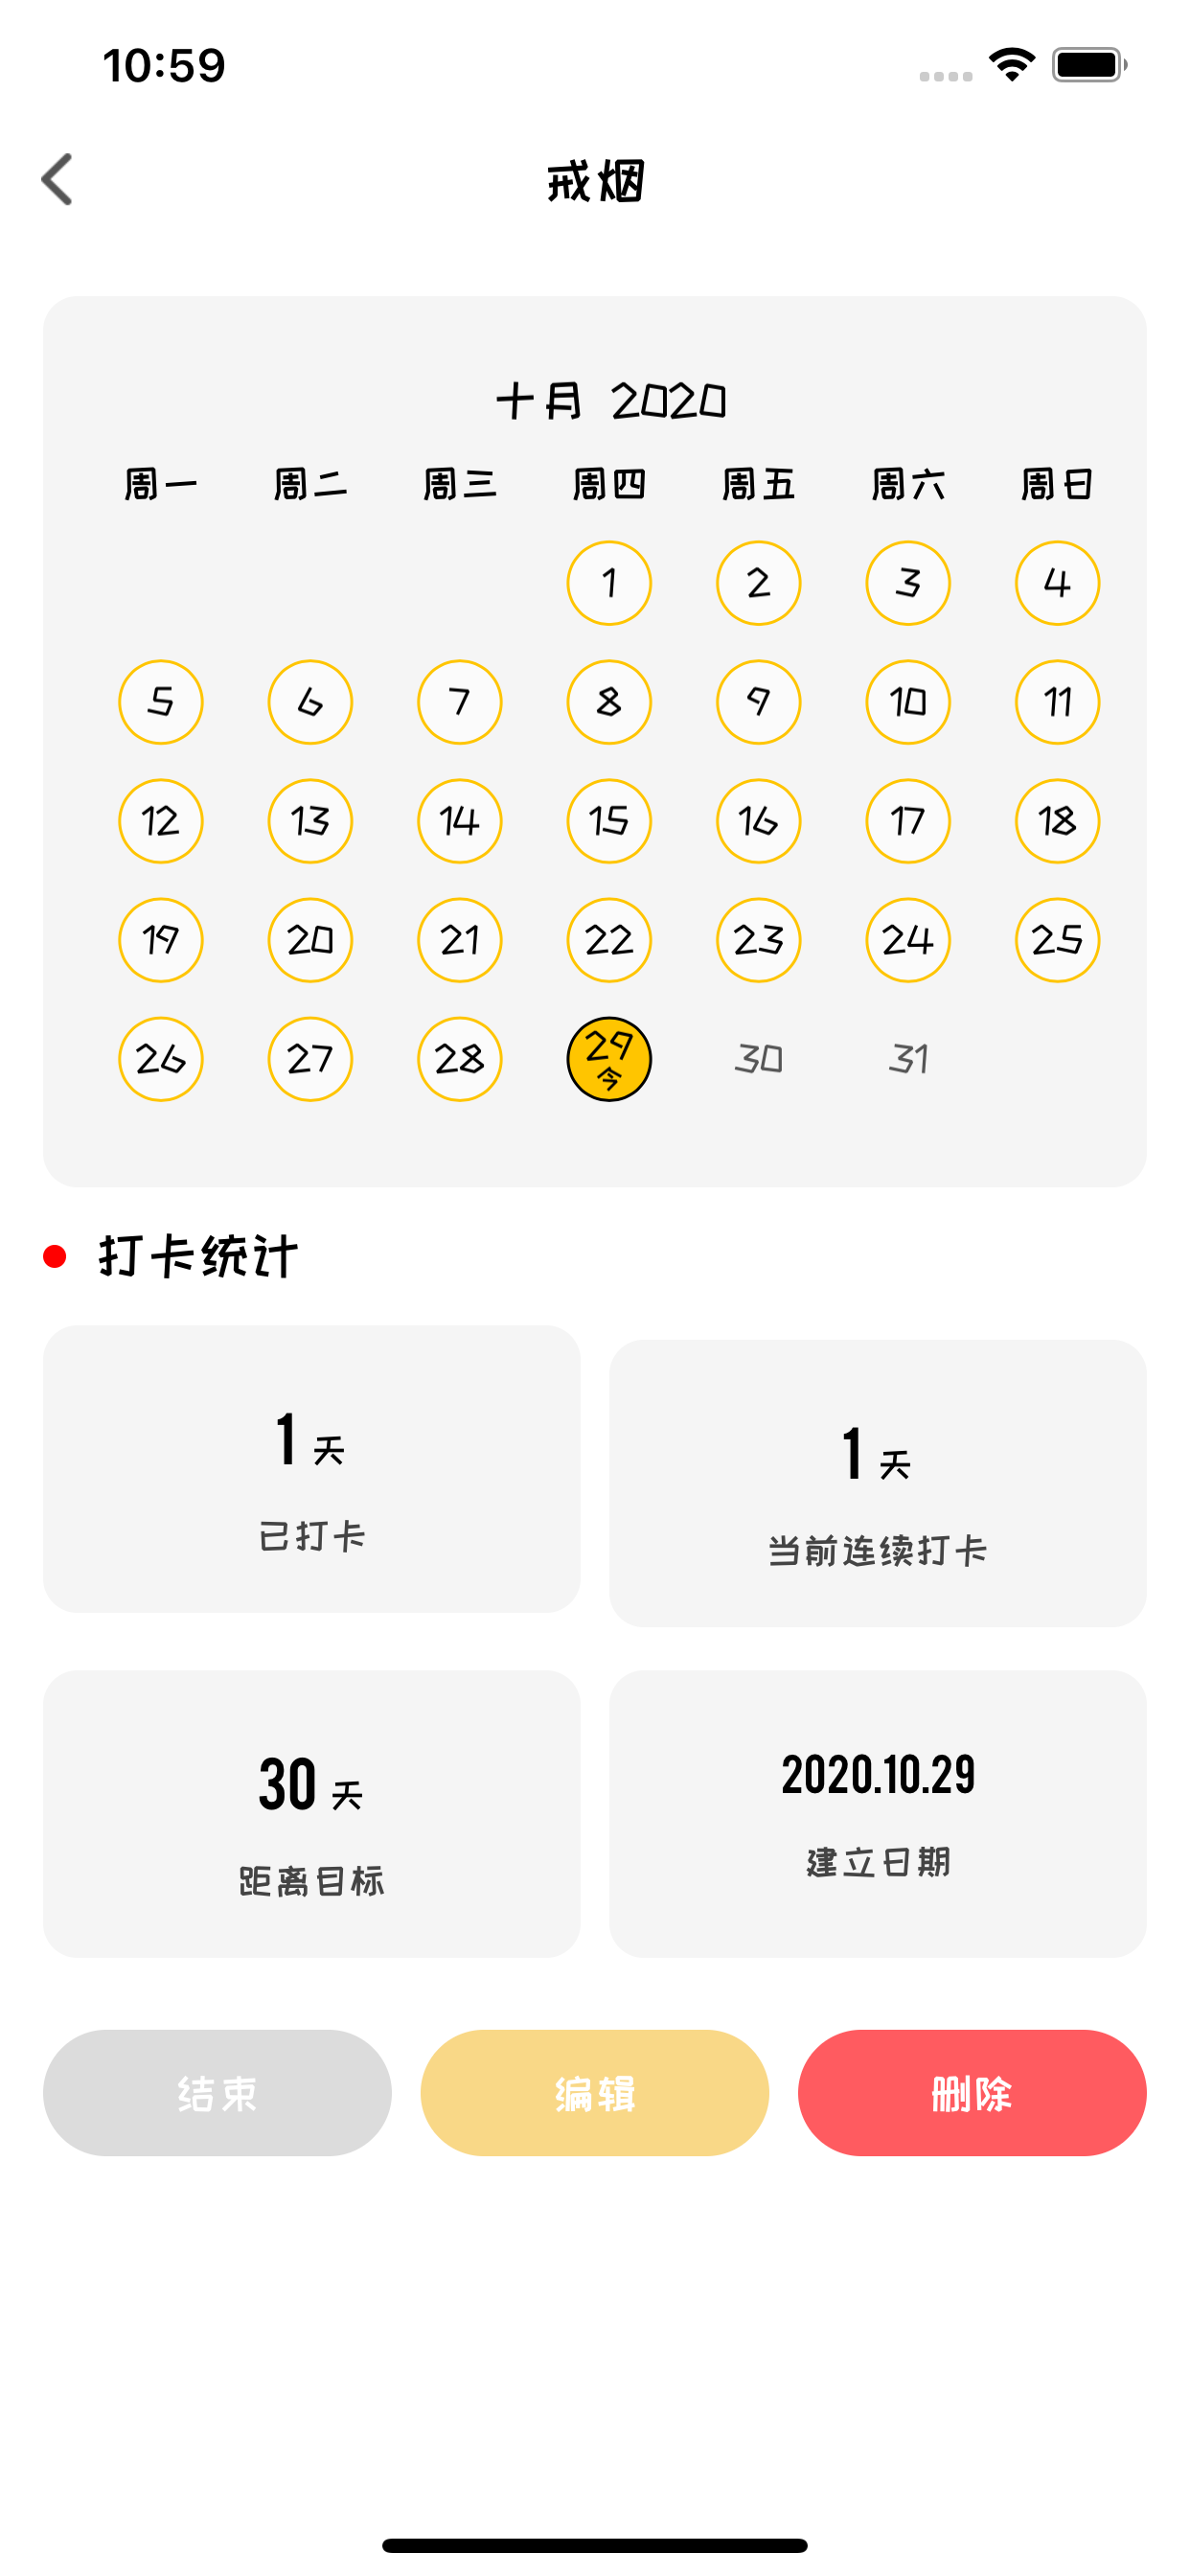 10:59
戒烟
十月 2020
周一 周二 周三 周四 周五 周六 周日
1 2 3 4
5 6 7 8 9 10 11
12 13 14 15 16 17 18
19 20 21 22 23 24 25
26 27 28 29 30 31
今
打卡统计
1 天 1 天
已打卡 当前连续打卡
30 天 2020.10.29
距离目标 建立日期
结束 编辑 删除